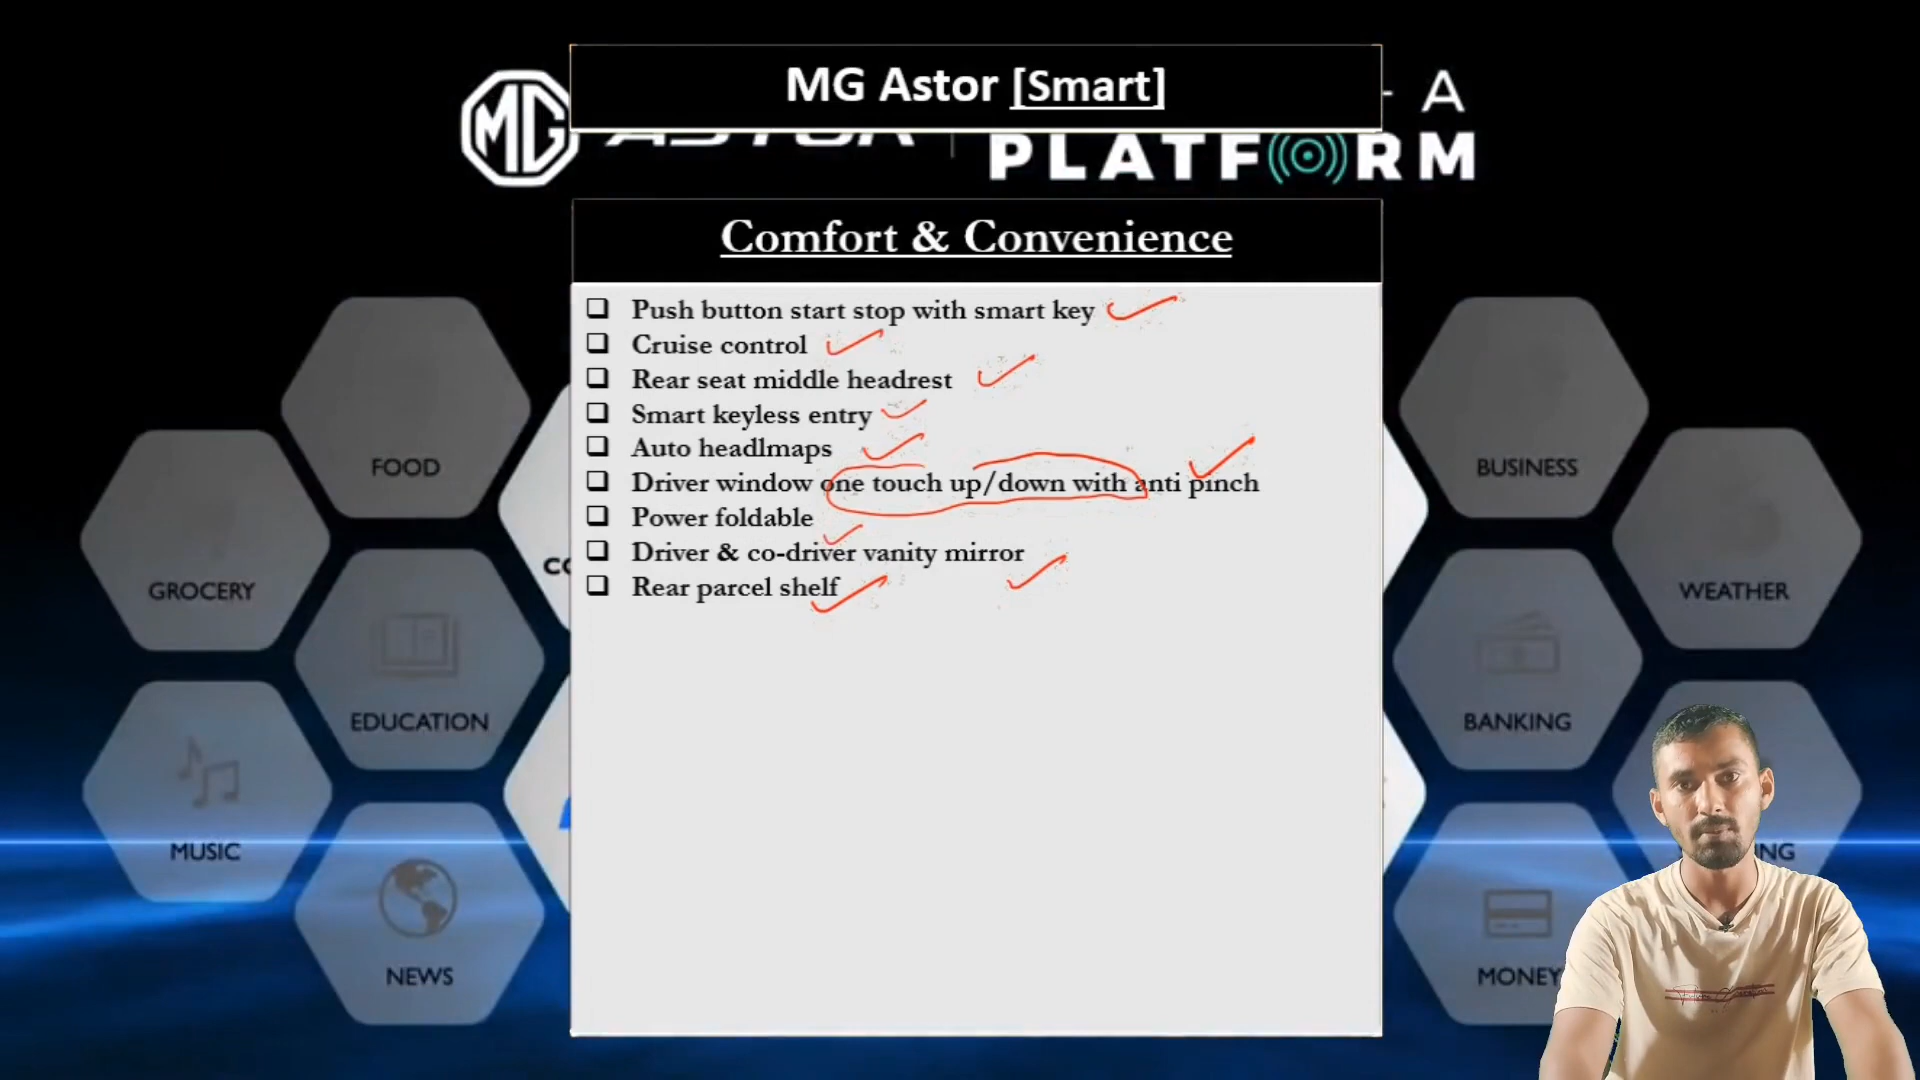 MG Astor [Smart]
MG
A
PLATFORM
Comfort & Convenience
Push button start stop with smart key
Cruise control
Rear seat middle headrest
Smart keyless entry
Auto headlmaps
Driver window one touch up/down with anti pinch
Power foldable
Driver & co-driver vanity mirror
Rear parcel shelf
FOOD
GROCERY
EDUCATION
MUSIC
NEWS
BUSINESS
WEATHER
BANKING
MONEY